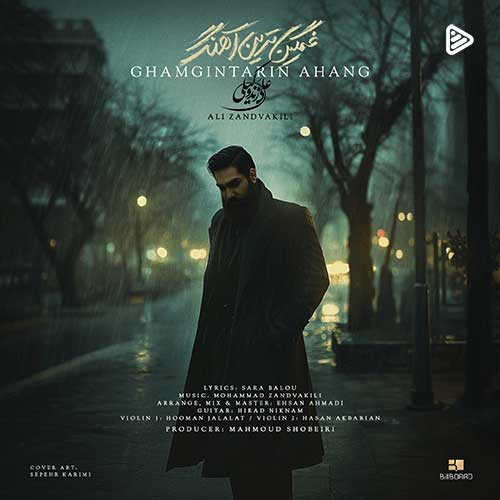 غمگین ترین آهنگ
GHAMGINTARIN AHANG
علی زندوکیلی
ALI ZANDVAKILI
LYRICS: SARA BALOU
MUSIC: MOHAMMAD ZANDVAKILI
ARRANGE, MIX & MASTER: EHSAN AHMADI
GUITAR: HIRAD NIKNAM
VIOLIN 1: HOOMAN JALALAT / VIOLIN 2: HASAN AKBARIAN
PRODUCER: MAHMOUD SHOBEIRI
COVER ART:
SEPEHR KARIMI
BILLBOARD